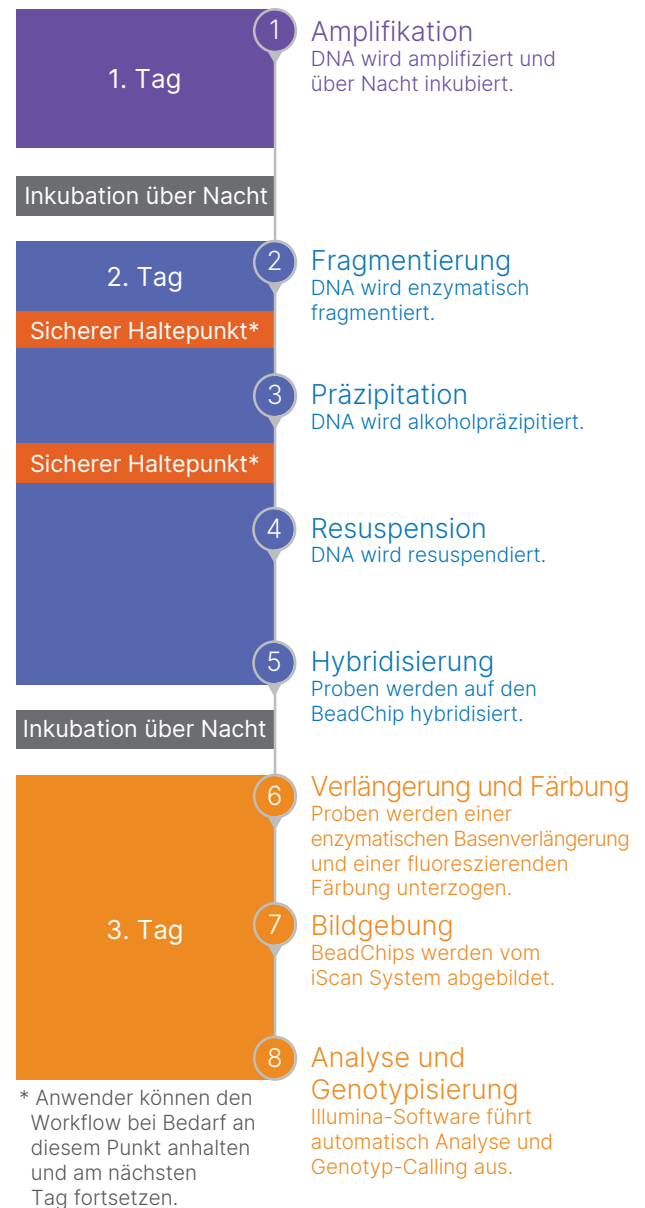 1
Amplifikation
DNA wird amplifiziert und
über Nacht inkubiert.
1. Tag
Inkubation über Nacht
2
Fragmentierung
DNA wird enzymatisch
fragmentiert.
2. Tag
Sicherer Haltepunkt*
3
Präzipitation
DNA wird alkoholpräzipitiert.
Sicherer Haltepunkt*
4
Resuspension
DNA wird resuspendiert.
5
Hybridisierung
Proben werden auf den
BeadChip hybridisiert.
Inkubation über Nacht
6
Verlängerung und Färbung
Proben werden einer
enzymatischen Basenverlängerung
und einer fluoreszierenden
Färbung unterzogen.
3. Tag
7
Bildgebung
BeadChips werden vom
iScan System abgebildet.
8
Analyse und
Genotypisierung
Illumina-Software führt
automatisch Analyse und
Genotyp-Calling aus.
* Anwender können den
Workflow bei Bedarf an
diesem Punkt anhalten
und am nächsten
Tag fortsetzen.